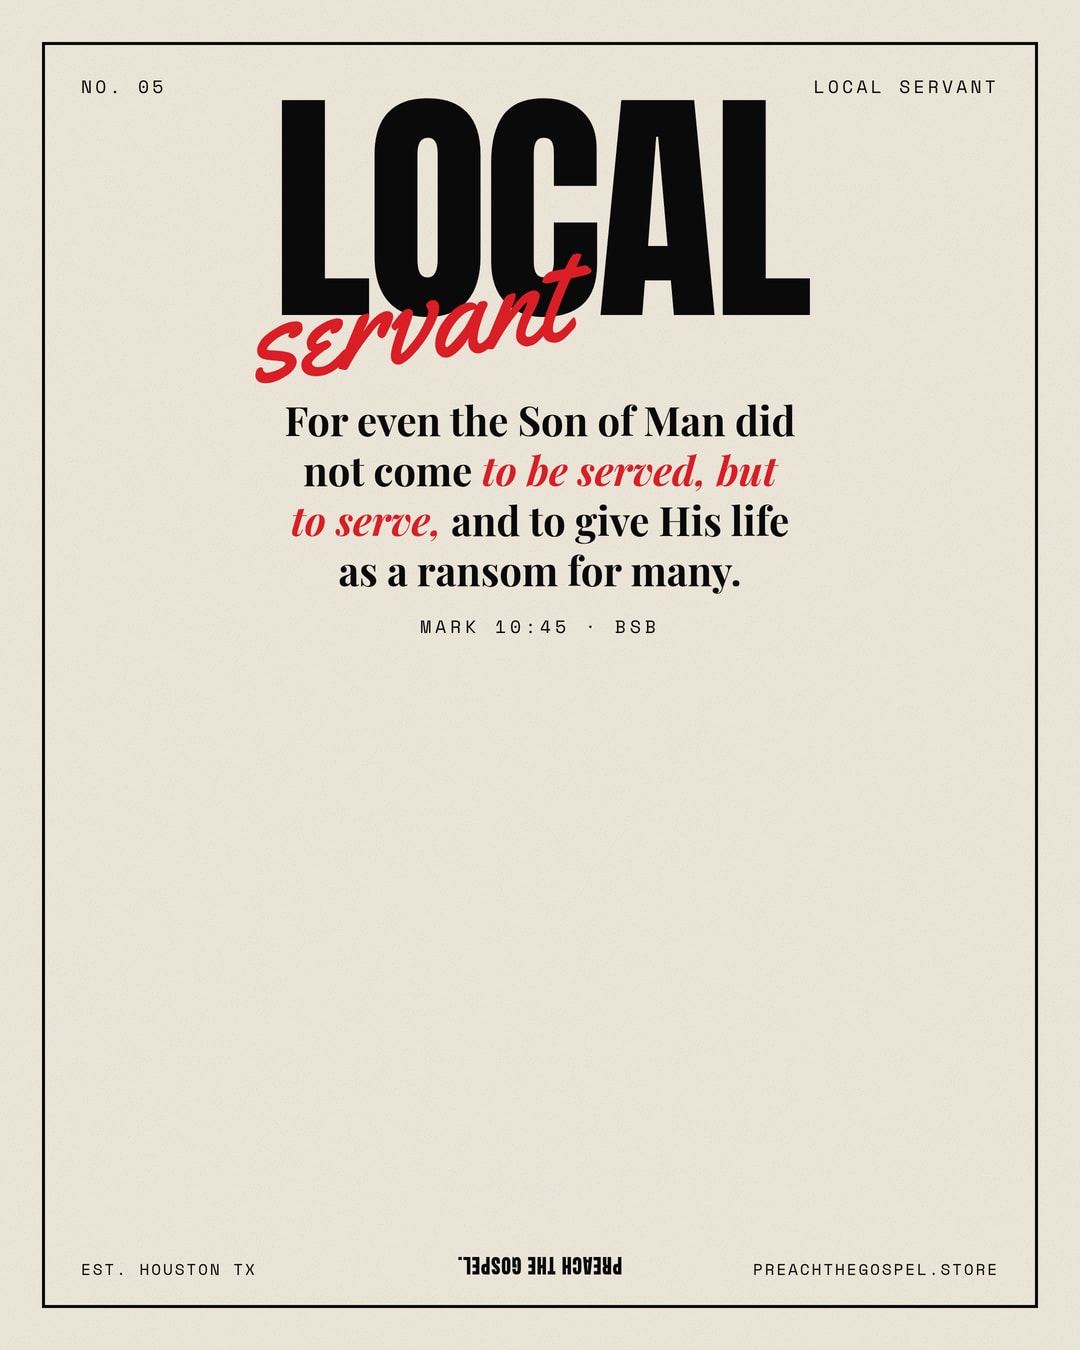 NO. 05
LOCAL SERVANT
LOCAL
servant
For even the Son of Man did
not come to be served, but
to serve, and to give His life
as a ransom for many.
MARK 10:45 · BSB
EST. HOUSTON TX
PREACH THE GOSPEL.
PREACHTHEGOSPEL.STORE